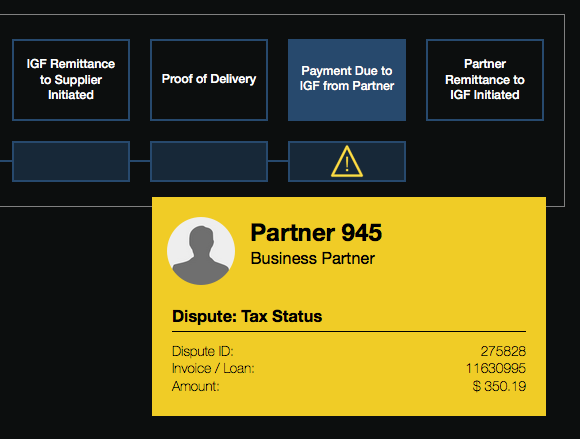 IGF Remittance
to Supplier
Initiated
Proof of Delivery
Payment Due to
IGF from Partner
Partner
Remittance to
IGF Initiated
Partner 945
Business Partner
Dispute: Tax Status
Dispute ID: 275828
Invoice / Loan: 11630995
Amount: $ 350.19